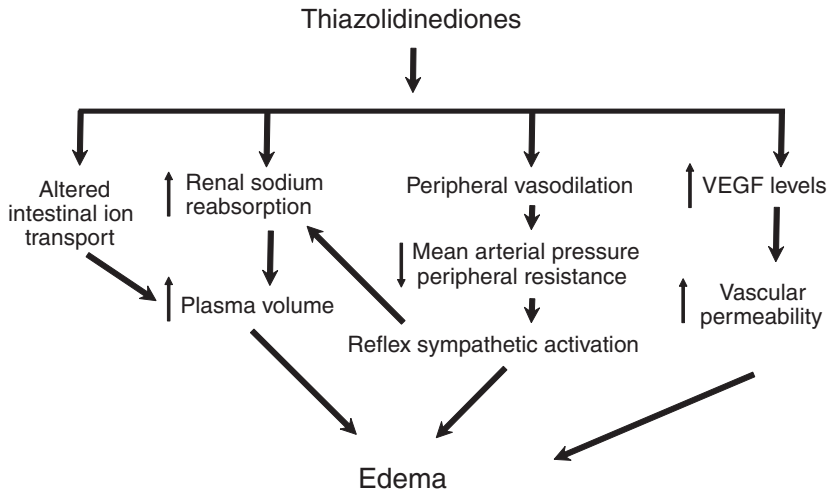 Thiazolidinediones
Altered
intestinal ion
transport
Renal sodium
reabsorption
Peripheral vasodilation
VEGF levels
Mean arterial pressure
peripheral resistance
Plasma volume
Vascular
permeability
Reflex sympathetic activation
Edema